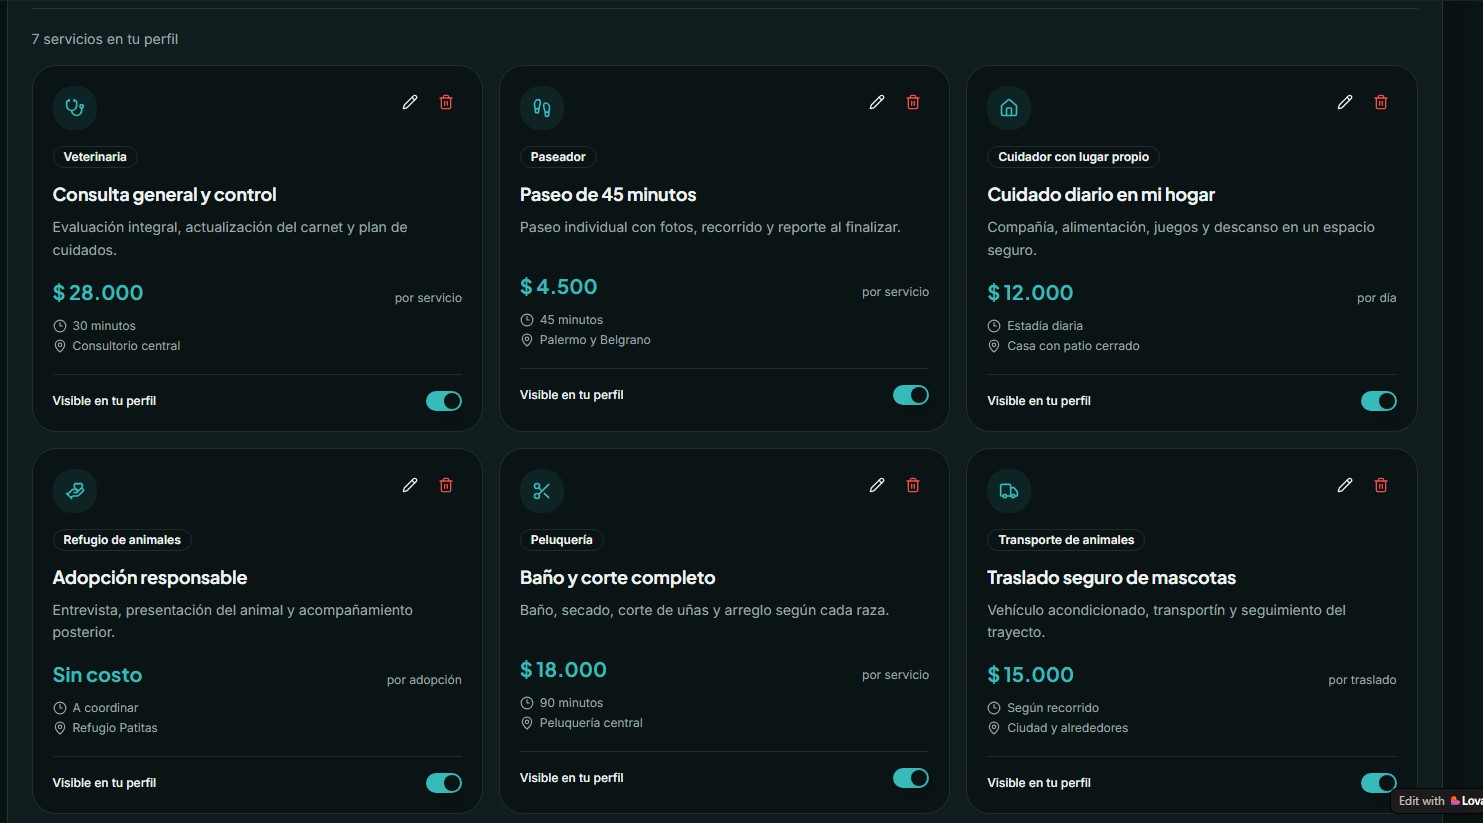 7 servicios en tu perfil
Veterinaria
Consulta general y control
Evaluación integral, actualización del carnet y plan de
cuidados.
$ 28.000
por servicio
30 minutos
Consultorio central
Visible en tu perfil
Paseador
Paseo de 45 minutos
Paseo individual con fotos, recorrido y reporte al finalizar.
$ 4.500
por servicio
45 minutos
Palermo y Belgrano
Visible en tu perfil
Cuidador con lugar propio
Cuidado diario en mi hogar
Compañía, alimentación, juegos y descanso en un espacio
seguro.
$ 12.000
por día
Estadía diaria
Casa con patio cerrado
Visible en tu perfil
Refugio de animales
Adopción responsable
Entrevista, presentación del animal y acompañamiento
posterior.
Sin costo
por adopción
A coordinar
Refugio Patitas
Visible en tu perfil
Peluquería
Baño y corte completo
Baño, secado, corte de uñas y arreglo según cada raza.
$ 18.000
por servicio
90 minutos
Peluquería central
Visible en tu perfil
Transporte de animales
Traslado seguro de mascotas
Vehículo acondicionado, transportín y seguimiento del
trayecto.
$ 15.000
por traslado
Según recorrido
Ciudad y alrededores
Visible en tu perfil
Edit with